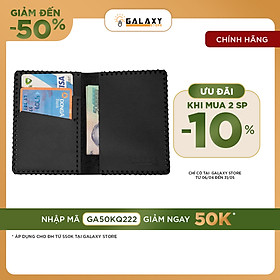 GIẢM ĐẾN
-50%
GALAXY
CHÍNH HÃNG
VISA
ƯU ĐÃI
KHI MUA 2 SP
-10%
CHỈ CÓ TẠI : GALAXY STORE
TỪ 06/04 ĐẾN 31/05
NHẬP MÃ GA50KQ222 GIẢM NGAY 50K*
* ÁP DỤNG CHO ĐH TỪ 550K TẠI GALAXY STORE